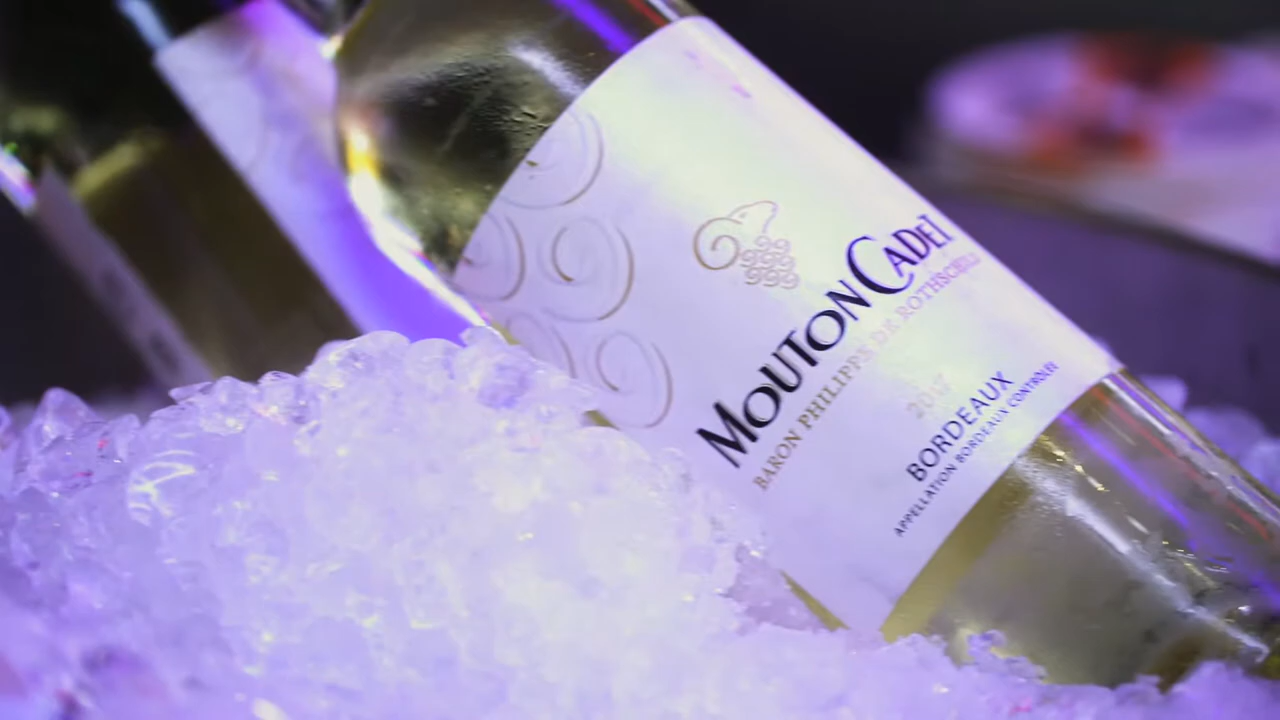 MOUTON CADET
BARON PHILIPPE DE ROTHSCHILD
2017
BORDEAUX
APPELLATION BORDEAUX CONTRÔLÉE